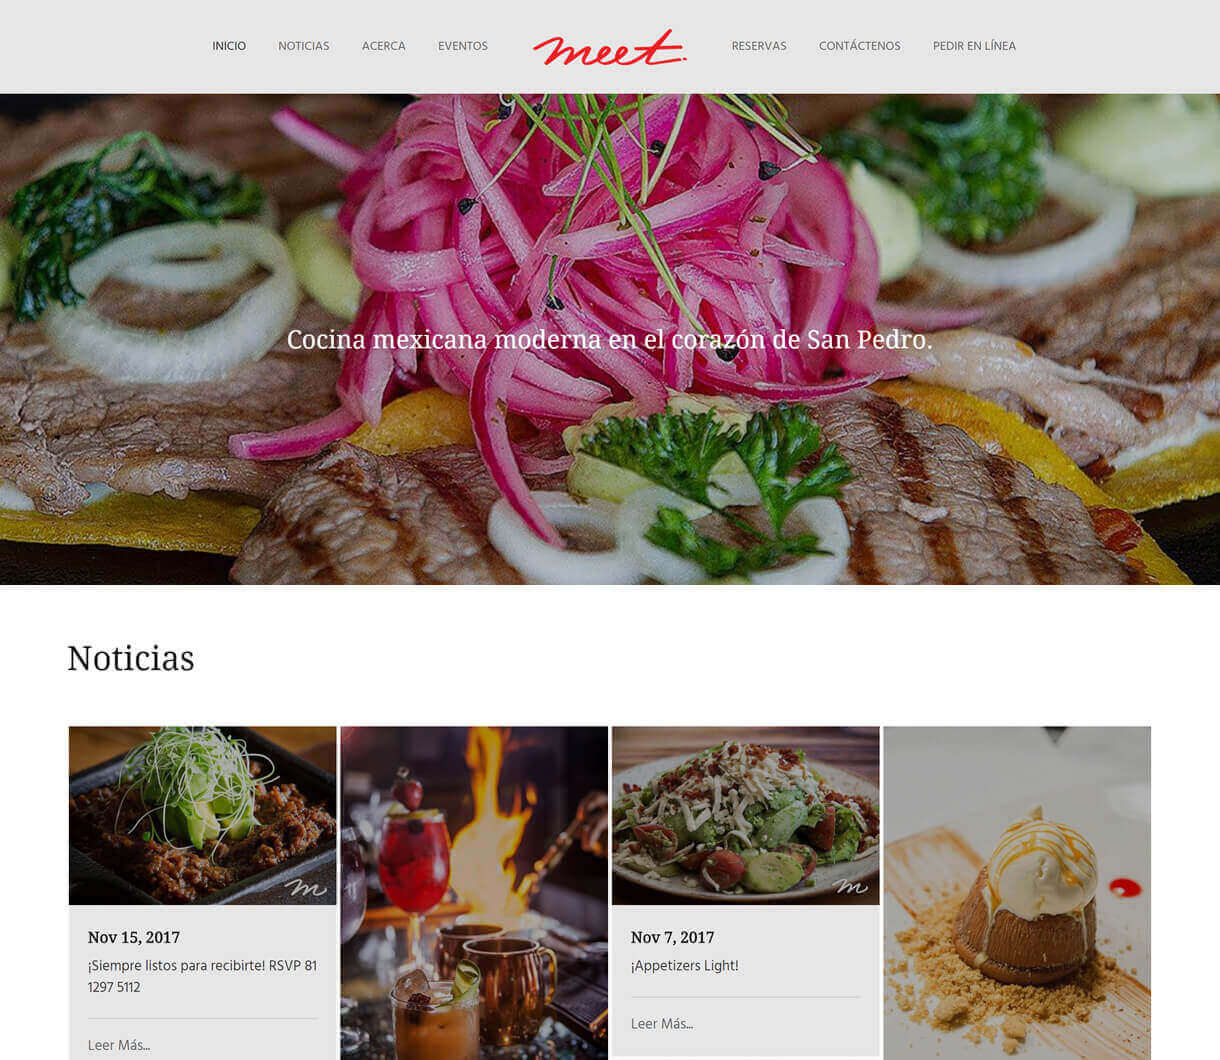 INICIO NOTICIAS ACERCA EVENTOS meet. RESERVAS CONTÁCTENOS PEDIR EN LÍNEA
Cocina mexicana moderna en el corazón de San Pedro.
Noticias
m
m
Nov 15, 2017
¡Siempre listos para recibirte! RSVP 81
1297 5112
Leer Más...
Nov 7, 2017
¡Appetizers Light!
Leer Más...